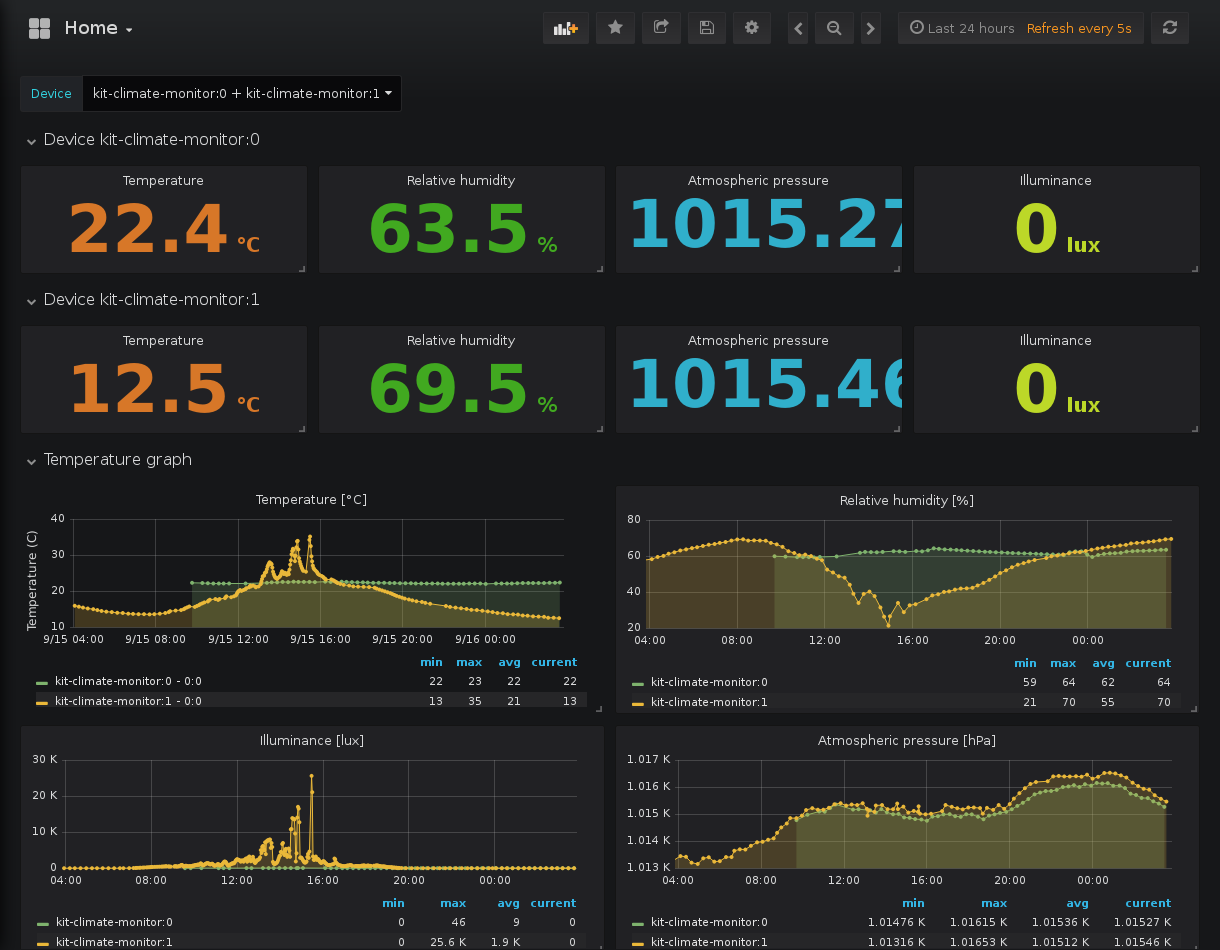 Home
Last 24 hours Refresh every 5s
Device kit-climate-monitor:0 + kit-climate-monitor:1
Device kit-climate-monitor:0
Temperature Relative humidity Atmospheric pressure Illuminance
22.4 °C 63.5 % 1015.27 0 lux
Device kit-climate-monitor:1
Temperature Relative humidity Atmospheric pressure Illuminance
12.5 °C 69.5 % 1015.46 0 lux
Temperature graph
Temperature [°C]
Temperature (C)
40
30
20
10
9/15 04:00 9/15 08:00 9/15 12:00 9/15 16:00 9/15 20:00 9/16 00:00
min max avg current
kit-climate-monitor:0 - 0:0 22 23 22 22
kit-climate-monitor:1 - 0:0 13 35 21 13
Relative humidity [%]
80
60
40
20
04:00 08:00 12:00 16:00 20:00 00:00
min max avg current
kit-climate-monitor:0 59 64 62 64
kit-climate-monitor:1 21 70 55 70
Illuminance [lux]
30 K
20 K
10 K
0
04:00 08:00 12:00 16:00 20:00 00:00
min max avg current
kit-climate-monitor:0 0 46 9 0
kit-climate-monitor:1 0 25.6 K 1.9 K 0
Atmospheric pressure [hPa]
1.017 K
1.016 K
1.015 K
1.014 K
1.013 K
04:00 08:00 12:00 16:00 20:00 00:00
min max avg current
kit-climate-monitor:0 1.01476 K 1.01615 K 1.01536 K 1.01527 K
kit-climate-monitor:1 1.01316 K 1.01653 K 1.01512 K 1.01546 K